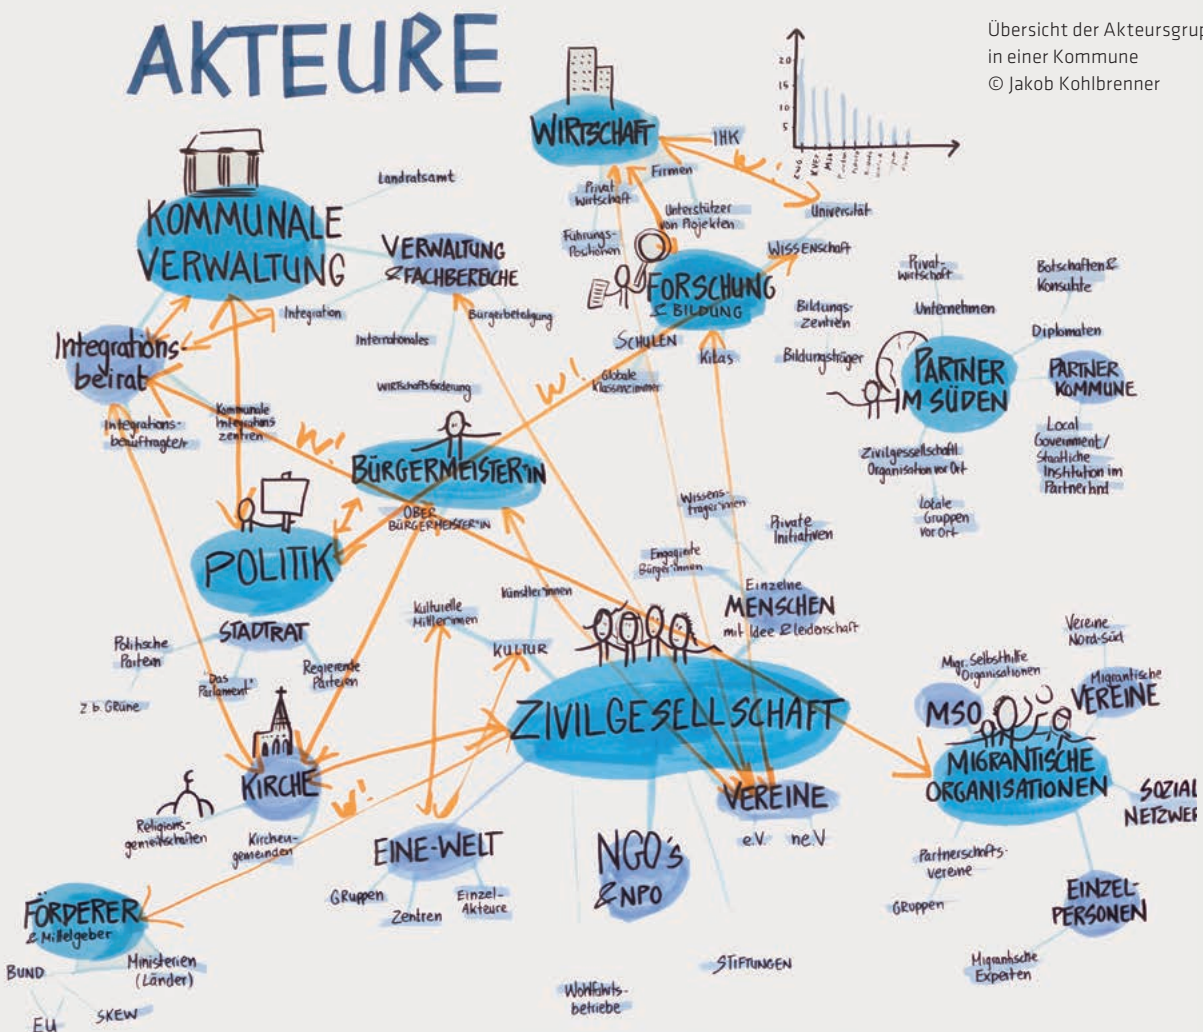 AKTEURE
Übersicht der Akteursgrup
in einer Kommune
© Jakob Kohlbrenner
20
15
10
5
WIRTSCHAFT
IHK
W!
Firmen
Privat
Wirtschaft
Führungs-
Positionen
Unterstützer
von Projekten
Universität
WISSENSCHAFT
FORSCHUNG
& BILDUNG
SCHULEN
Kitas
Globale
Klassenzimmer
Bildungs-
Zentren
Bildungsträger
KOMMUNALE
VERWALTUNG
Landratsamt
VERWALTUNG
& FACHBEREICHE
Integration
Bürgerbeteiligung
Internationales
Wirtschaftsförderung
Integrations-
beirat
Integrations-
beauftragte/r
Kommunale
Integrations
zentren
W!
W!
Privat-
wirtschaft
Unternehmen
Botschaften &
Konsulate
Diplomaten
PARTNER
IM SÜDEN
PARTNER
KOMMUNE
Zivilgesellschaftl.
Organisation vor Ort
Lokale
Gruppen
vor Ort
Local
Government/
Staatliche
Institution im
Partnerland
BÜRGERMEISTER*IN
OBER
BÜRGERMEISTER*IN
POLITIK
STADTRAT
Politische
Parteien
Z.b. Grüne
"Das
Parlament"
Regierende
Parteien
KIRCHE
Religions-
gemeinschaften
Kirchen-
gemeinden
W!
FÖRDERER
& Mittelgeber
BUND
EU
SKEW
Ministerien
(Länder)
Kulturelle
Mittler*innen
Künstler*innen
KULTUR
Wissens-
träger*innen
Private
Initiativen
Engagierte
Bürger*innen
Einzelne
MENSCHEN
mit Idee & Leidenschaft
ZIVILGESELLSCHAFT
EINE-WELT
Gruppen
Zentren
Einzel-
Akteure
NGO's
& NPO
VEREINE
e.V.
ne.V
STIFTUNGEN
Wohlfahrts-
betriebe
Migr. Selbsthilfe
Organisationen
MSO
Vereine
Nord-Süd
Migrantische
VEREINE
MIGRANTISCHE
ORGANISATIONEN
SOZIAL
NETZWER
Partnerschafts-
vereine
Gruppen
EINZEL-
PERSONEN
Migrantische
Experten